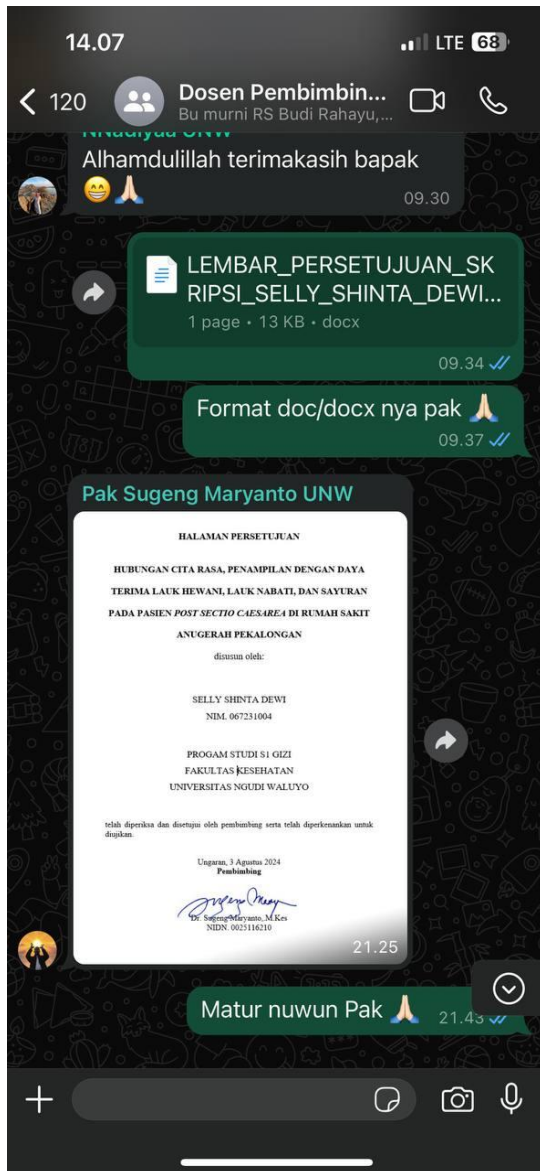 14.07
LTE 68
120
Dosen Pembimbin...
Bu murni RS Budi Rahayu,...
NNadiyaa UNW
Alhamdulillah terimakasih bapak
😁🙏🏻
09.30
LEMBAR_PERSETUJUAN_SK
RIPSI_SELLY_SHINTA_DEWI...
1 page • 13 KB • docx
09.34
Format doc/docx nya pak 🙏🏻
09.37
Pak Sugeng Maryanto UNW
HALAMAN PERSETUJUAN
HUBUNGAN CITA RASA, PENAMPILAN DENGAN DAYA
TERIMA LAUK HEWANI, LAUK NABATI, DAN SAYURAN
PADA PASIEN POST SECTIO CAESAREA DI RUMAH SAKIT
ANUGERAH PEKALONGAN
disusun oleh:
SELLY SHINTA DEWI
NIM. 067231004
PROGAM STUDI S1 GIZI
FAKULTAS KESEHATAN
UNIVERSITAS NGUDI WALUYO
telah diperiksa dan disetujui oleh pembimbing serta telah diperkenankan untuk
diujikan.
Ungaran, 3 Agustus 2024
Pembimbing
Dr. Sugeng Maryanto, M.Kes
NIDN. 0025116210
21.25
Matur nuwun Pak 🙏🏻
21.43